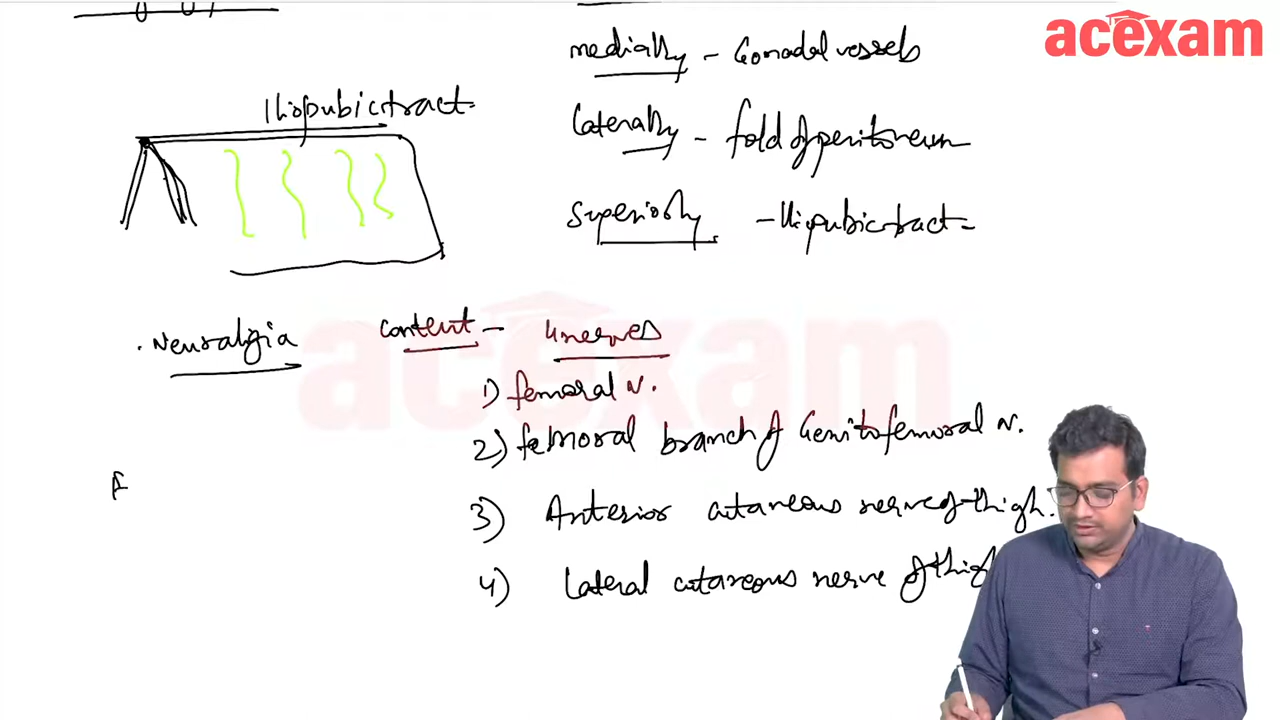 acexam
medially - Gonadal vessels
Iliopubic tract
laterally - fold of peritoneum
Superiorly - Iliopubic tract
. Neuralgia
content - 4 nerves
1) femoral N.
2) femoral branch of Genitofemoral N.
3) Anterior cutaneous nerve of thigh.
4) Lateral cutaneous nerve of thigh
acexam